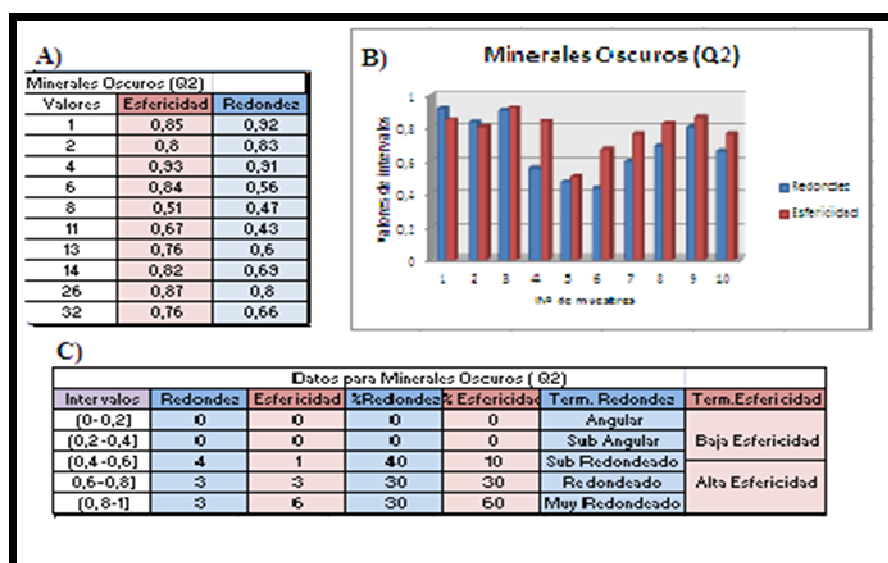 A)
Minerales Oscuros (Q2)
Valores Esfericidad Redondez
1 0,85 0,92
2 0,8 0,83
4 0,93 0,91
6 0,84 0,56
8 0,51 0,47
11 0,67 0,43
13 0,76 0,6
14 0,82 0,69
26 0,87 0,8
32 0,76 0,66
B)
Minerales Oscuros (Q2)
Valores de intervalos
1
0,8
0,6
0,4
0,2
0
1 2 3 4 5 6 7 8 9 10
Nº de muestras
Redondez
Esfericidad
C)
Datos para Minerales Oscuros ( Q2)
Intervalos Redondez Esfericidad %Redondez % Esfericidad Term. Redondez Term.Esfericidad
[0-0,2] 0 0 0 0 Angular
Baja Esfericidad
(0,2-0,4] 0 0 0 0 Sub Angular
(0,4-0,6] 4 1 40 10 Sub Redondeado
0,6-0,8] 3 3 30 30 Redondeado
Alta Esfericidad
(0,8-1] 3 6 30 60 Muy Redondeado